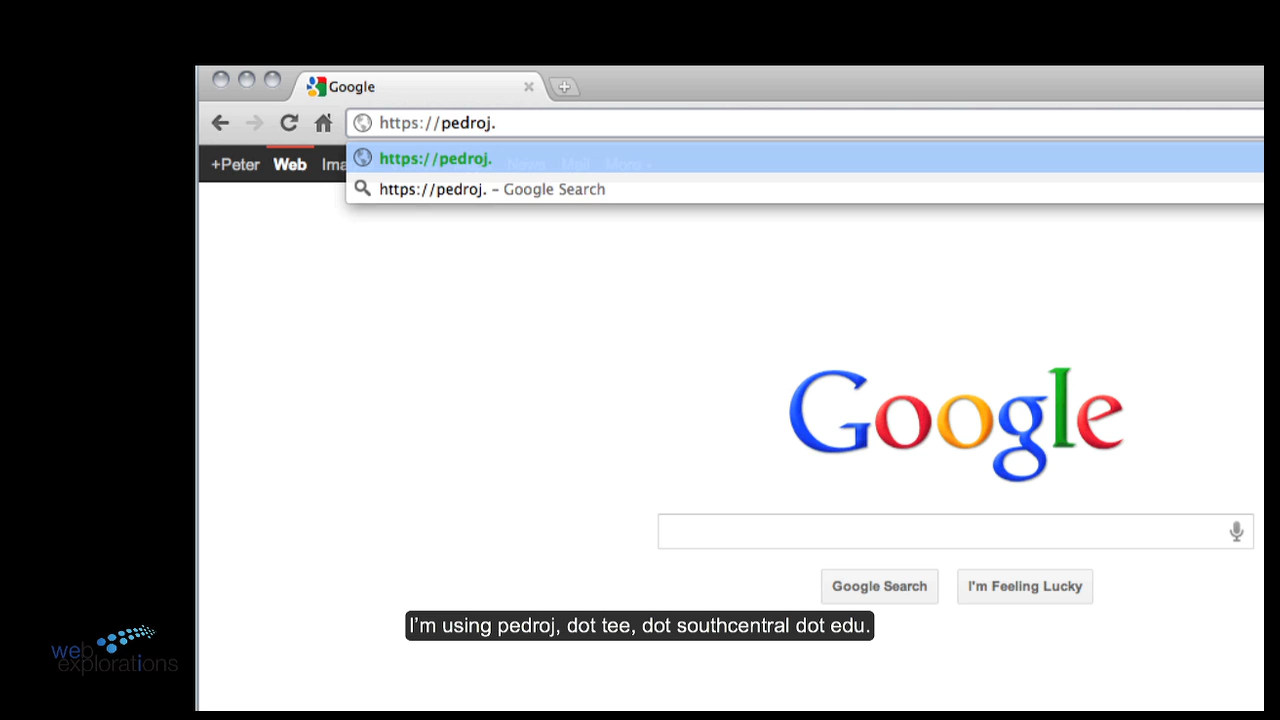 Google
https://pedroj.
https://pedroj.
https://pedroj. – Google Search
+Peter Web Ima News Mail More
Google
Google Search
I'm Feeling Lucky
I'm using pedroj, dot tee, dot southcentral dot edu.
web
explorations